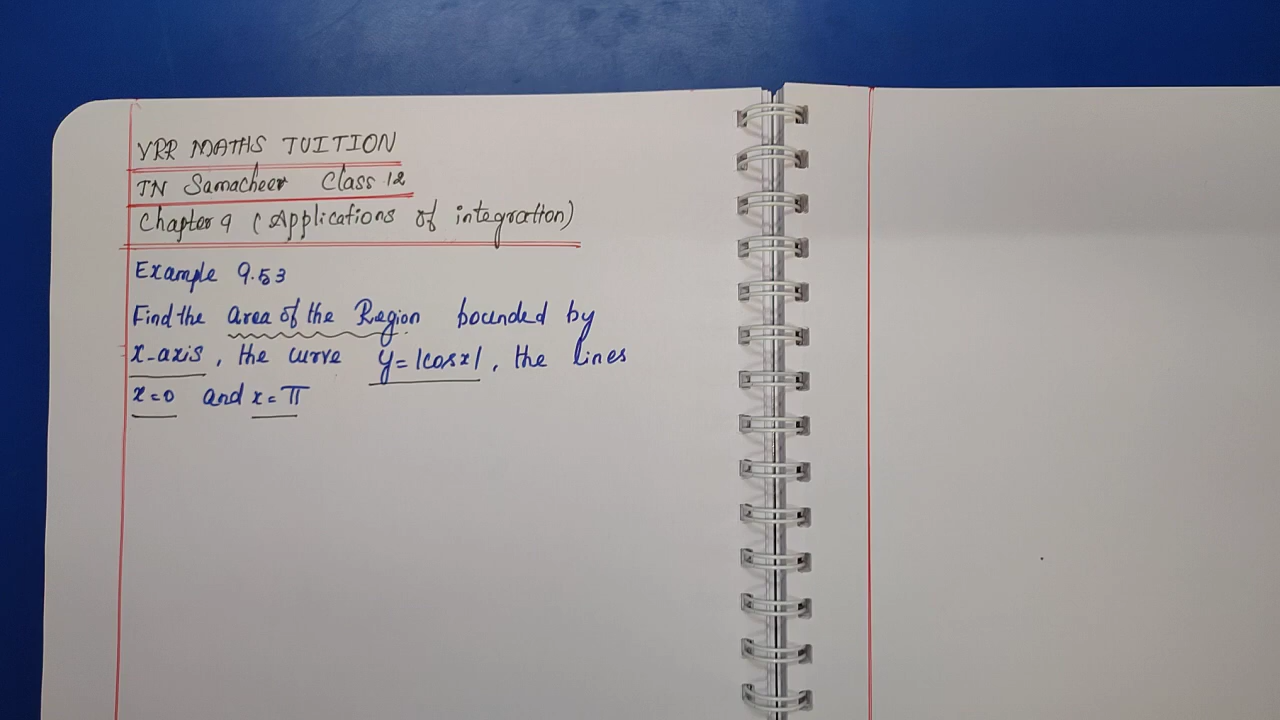 VRR MATHS TUITION
TN Samacheer Class 12
Chapter 9 (Applications of integration)
Example 9.53
Find the area of the Region bounded by
x-axis, the curve y=|cosx|, the lines
x=0 and x=π